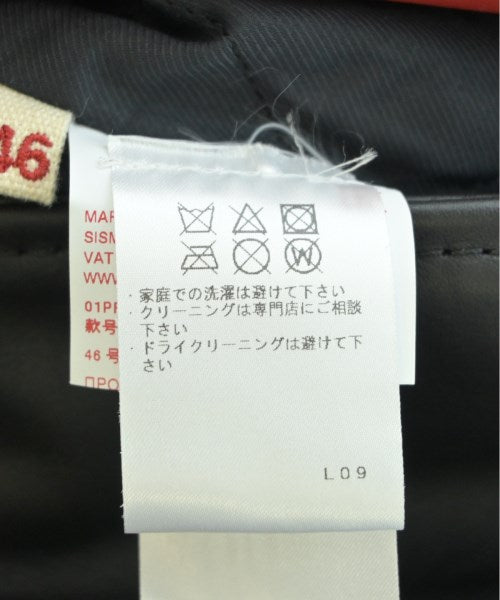 46
MAR
SISM
VAT
WWW
01PR
款号
46 号
ПРО
W
・家庭での洗濯は避けて下さい
・クリーニングは専門店にご相談
下さい
・ドライクリーニングは避けて下
さい
L09